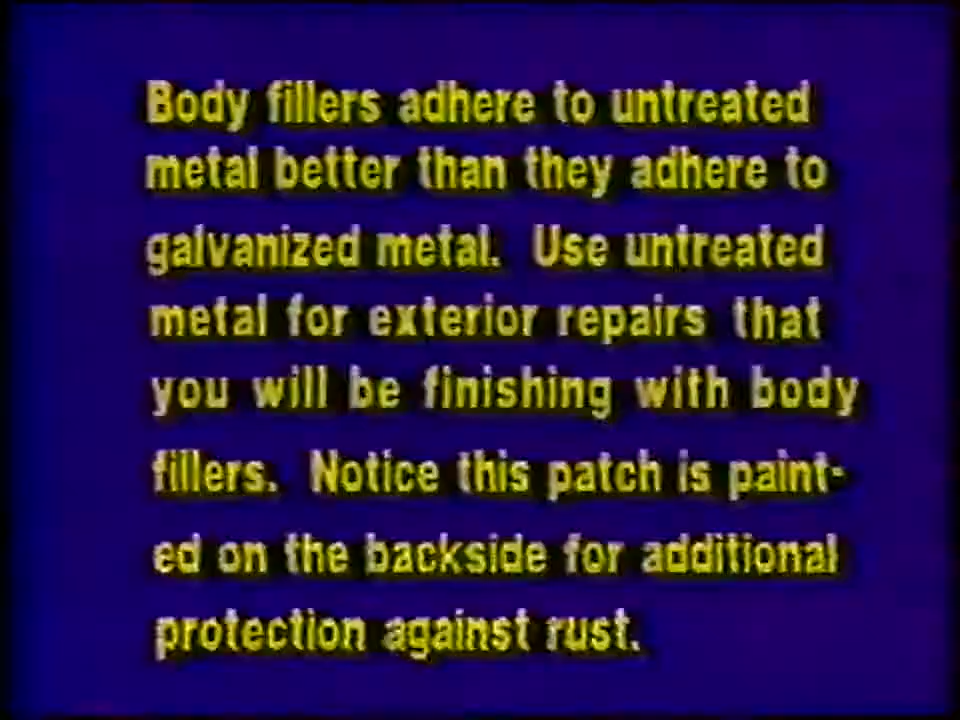 Body fillers adhere to untreated
metal better than they adhere to
galvanized metal. Use untreated
metal for exterior repairs that
you will be finishing with body
fillers. Notice this patch is paint-
ed on the backside for additional
protection against rust.